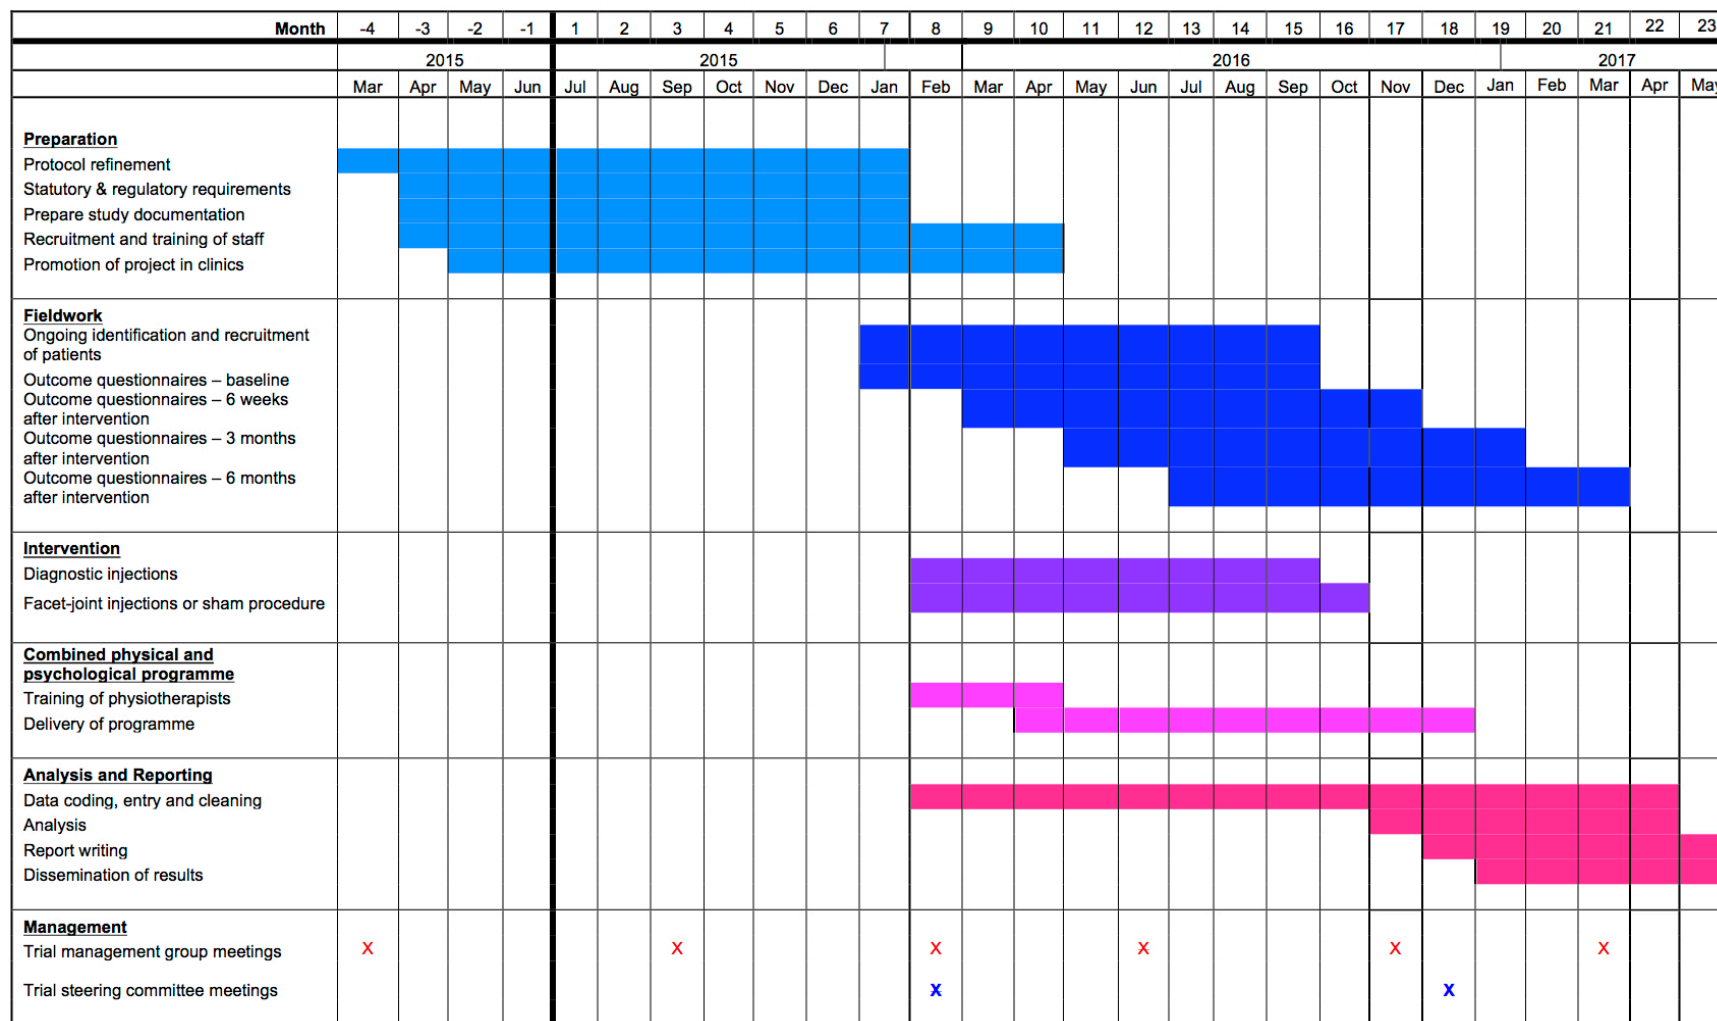 Month -4 -3 -2 -1 1 2 3 4 5 6 7 8 9 10 11 12 13 14 15 16 17 18 19 20 21 22 23
2015 2015 2016 2017
Mar Apr May Jun Jul Aug Sep Oct Nov Dec Jan Feb Mar Apr May Jun Jul Aug Sep Oct Nov Dec Jan Feb Mar Apr May
Preparation
Protocol refinement
Statutory & regulatory requirements
Prepare study documentation
Recruitment and training of staff
Promotion of project in clinics
Fieldwork
Ongoing identification and recruitment
of patients
Outcome questionnaires – baseline
Outcome questionnaires – 6 weeks
after intervention
Outcome questionnaires – 3 months
after intervention
Outcome questionnaires – 6 months
after intervention
Intervention
Diagnostic injections
Facet-joint injections or sham procedure
Combined physical and
psychological programme
Training of physiotherapists
Delivery of programme
Analysis and Reporting
Data coding, entry and cleaning
Analysis
Report writing
Dissemination of results
Management
Trial management group meetings X X X X X X
Trial steering committee meetings X X